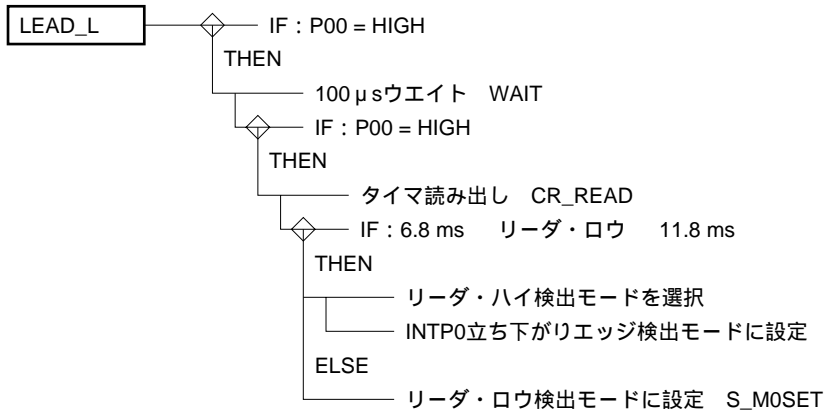 LEAD_L IF : P00 = HIGH
THEN
100 μsウエイト WAIT
IF : P00 = HIGH
THEN
タイマ読み出し CR_READ
IF : 6.8 ms リーダ・ロウ 11.8 ms
THEN
リーダ・ハイ検出モードを選択
INTP0立ち下がりエッジ検出モードに設定
ELSE
リーダ・ロウ検出モードに設定 S_M0SET